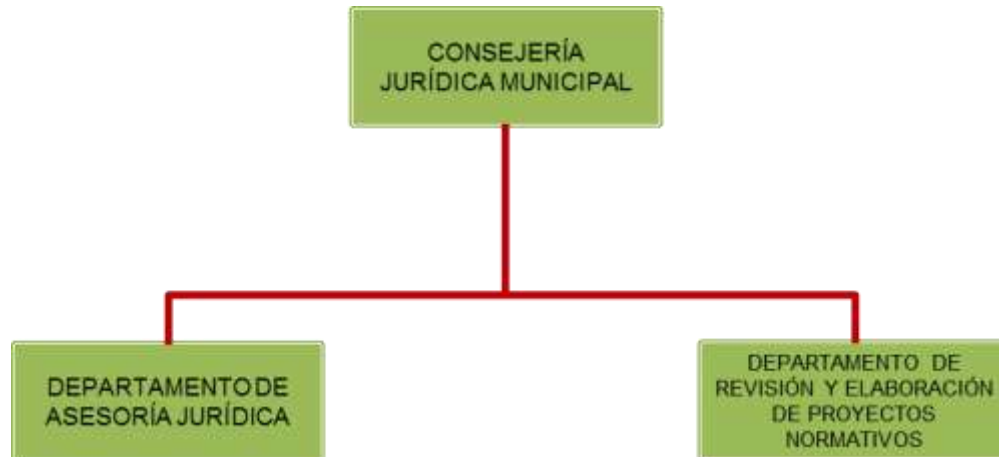 CONSEJERÍA
JURÍDICA MUNICIPAL
DEPARTAMENTO DE
ASESORÍA JURÍDICA
DEPARTAMENTO DE
REVISIÓN Y ELABORACIÓN
DE PROYECTOS
NORMATIVOS